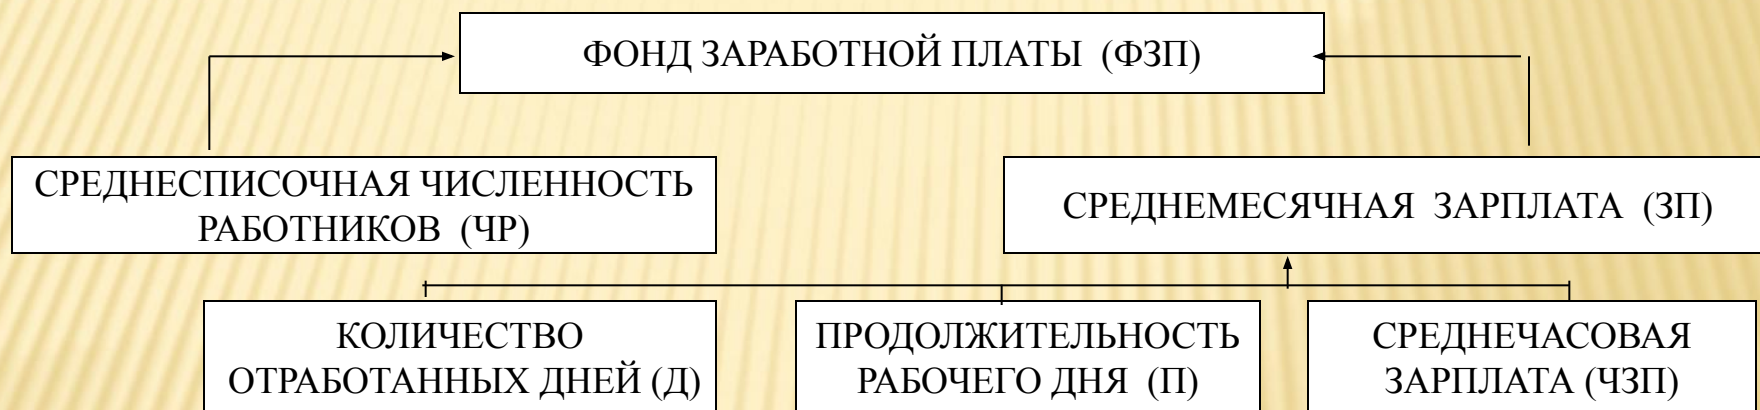 ФОНД ЗАРАБОТНОЙ ПЛАТЫ (ФЗП)
СРЕДНЕСПИСОЧНАЯ ЧИСЛЕННОСТЬ
РАБОТНИКОВ (ЧР)
СРЕДНЕМЕСЯЧНАЯ ЗАРПЛАТА (ЗП)
КОЛИЧЕСТВО
ОТРАБОТАННЫХ ДНЕЙ (Д)
ПРОДОЛЖИТЕЛЬНОСТЬ
РАБОЧЕГО ДНЯ (П)
СРЕДНЕЧАСОВАЯ
ЗАРПЛАТА (ЧЗП)